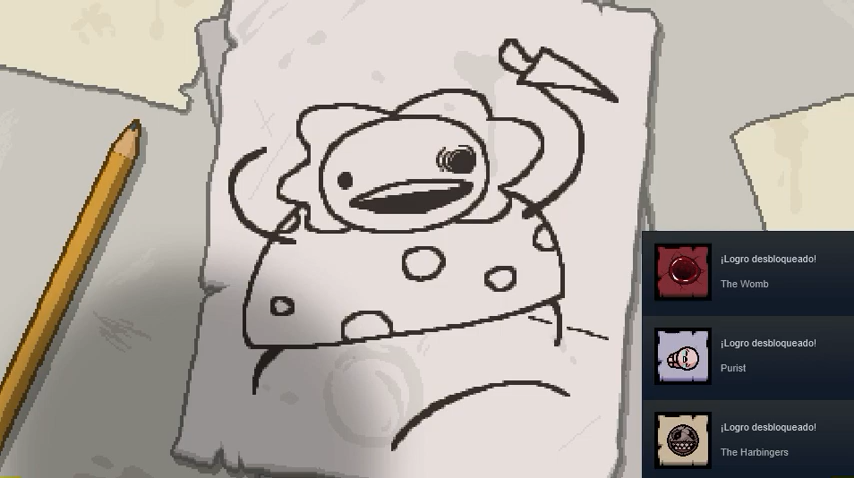 ¡Logro desbloqueado!
The Womb
¡Logro desbloqueado!
Purist
¡Logro desbloqueado!
The Harbingers